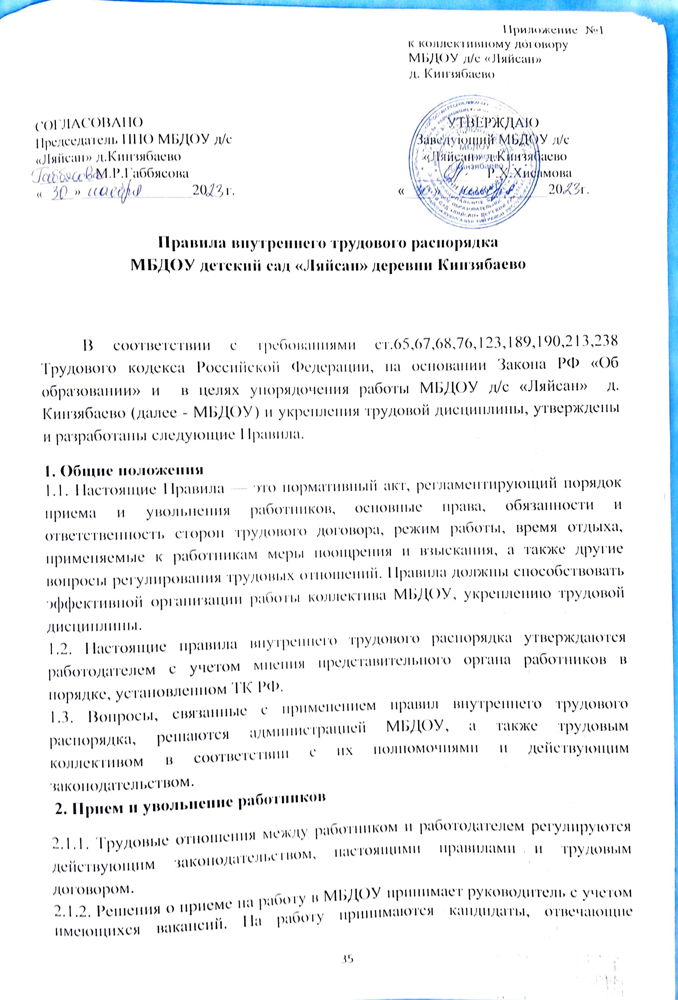 Приложение №1
к коллективному договору
МБДОУ д/с «Ляйсан»
д. Кинзябаево
СОГЛАСОВАНО
Председатель ППО МБДОУ д/с
«Ляйсан» д.Кинзябаево
Габбясова М.Р.Габбясова
« 30 » ноября 2023 г.
УТВЕРЖДАЮ
Заведующий МБДОУ д/с
«Ляйсан» д.Кинзябаево
Р.Х.Хисамова
« 30 » ноября 2023г.
Правила внутреннего трудового распорядка
МБДОУ детский сад «Ляйсан» деревни Кинзябаево
В соответствии с требованиями ст.65,67,68,76,123,189,190,213,238
Трудового кодекса Российской Федерации, на основании Закона РФ «Об
образовании» и в целях упорядочения работы МБДОУ д/с «Ляйсан» д.
Кинзябаево (далее - МБДОУ) и укрепления трудовой дисциплины, утверждены
и разработаны следующие Правила.
1. Общие положения
1.1. Настоящие Правила — это нормативный акт, регламентирующий порядок
приема и увольнения работников, основные права, обязанности и
ответственность сторон трудового договора, режим работы, время отдыха,
применяемые к работникам меры поощрения и взыскания, а также другие
вопросы регулирования трудовых отношений. Правила должны способствовать
эффективной организации работы коллектива МБДОУ, укреплению трудовой
дисциплины.
1.2. Настоящие правила внутреннего трудового распорядка утверждаются
работодателем с учетом мнения представительного органа работников в
порядке, установленном ТК РФ.
1.3. Вопросы, связанные с применением правил внутреннего трудового
распорядка, решаются администрацией МБДОУ, а также трудовым
коллективом в соответствии с их полномочиями и действующим
законодательством.
2. Прием и увольнение работников
2.1.1. Трудовые отношения между работником и работодателем регулируются
действующим законодательством, настоящими правилами и трудовым
договором.
2.1.2. Решения о приеме на работу в МБДОУ принимает руководитель с учетом
имеющихся вакансий. На работу принимаются кандидаты, отвечающие
35